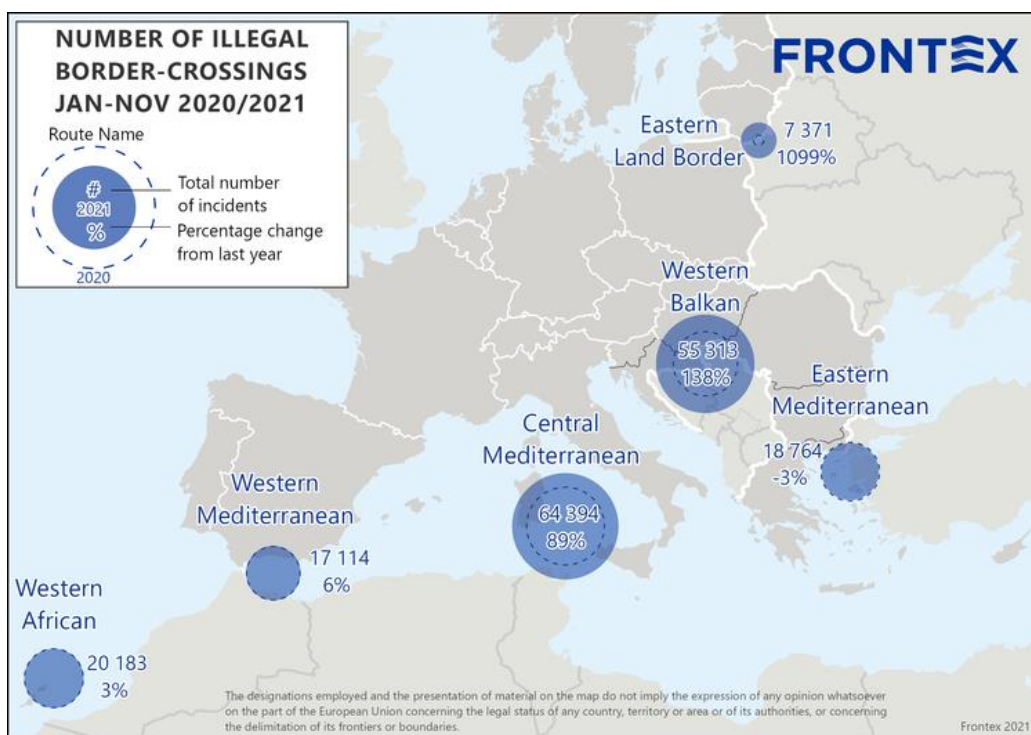 NUMBER OF ILLEGAL
BORDER-CROSSINGS
JAN-NOV 2020/2021
Route Name
#
2021
%
2020
Total number
of incidents
Percentage change
from last year
FRONTEX
Eastern
Land Border
7 371
1099%
Western
Balkan
55 313
138%
Eastern
Mediterranean
18 764
-3%
Central
Mediterranean
64 394
89%
Western
Mediterranean
17 114
6%
Western
African
20 183
3%
The designations employed and the presentation of material on the map do not imply the expression of any opinion whatsoever
on the part of the European Union concerning the legal status of any country, territory or area or of its authorities, or concerning
the delimitation of its frontiers or boundaries.
Frontex 2021